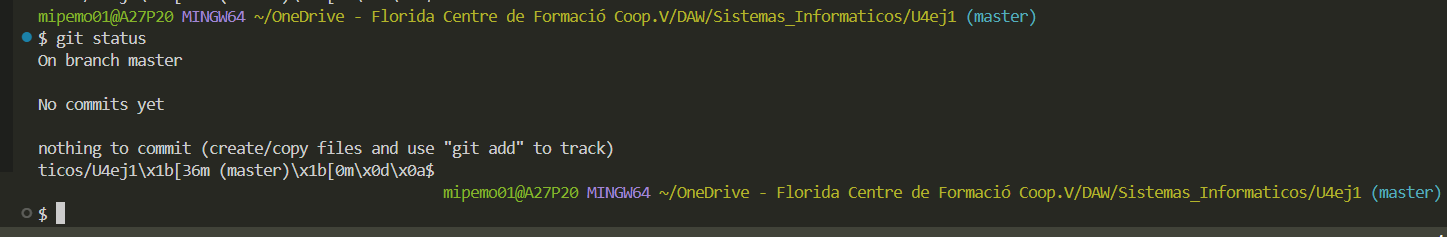 mipemo01@A27P20 MINGW64 ~/OneDrive - Florida Centre de Formació Coop.V/DAW/Sistemas_Informaticos/U4ej1 (master)
$ git status
On branch master
No commits yet
nothing to commit (create/copy files and use "git add" to track)
ticos/U4ej1\x1b[36m (master)\x1b[0m\x0d\x0a$
mipemo01@A27P20 MINGW64 ~/OneDrive - Florida Centre de Formació Coop.V/DAW/Sistemas_Informaticos/U4ej1 (master)
$